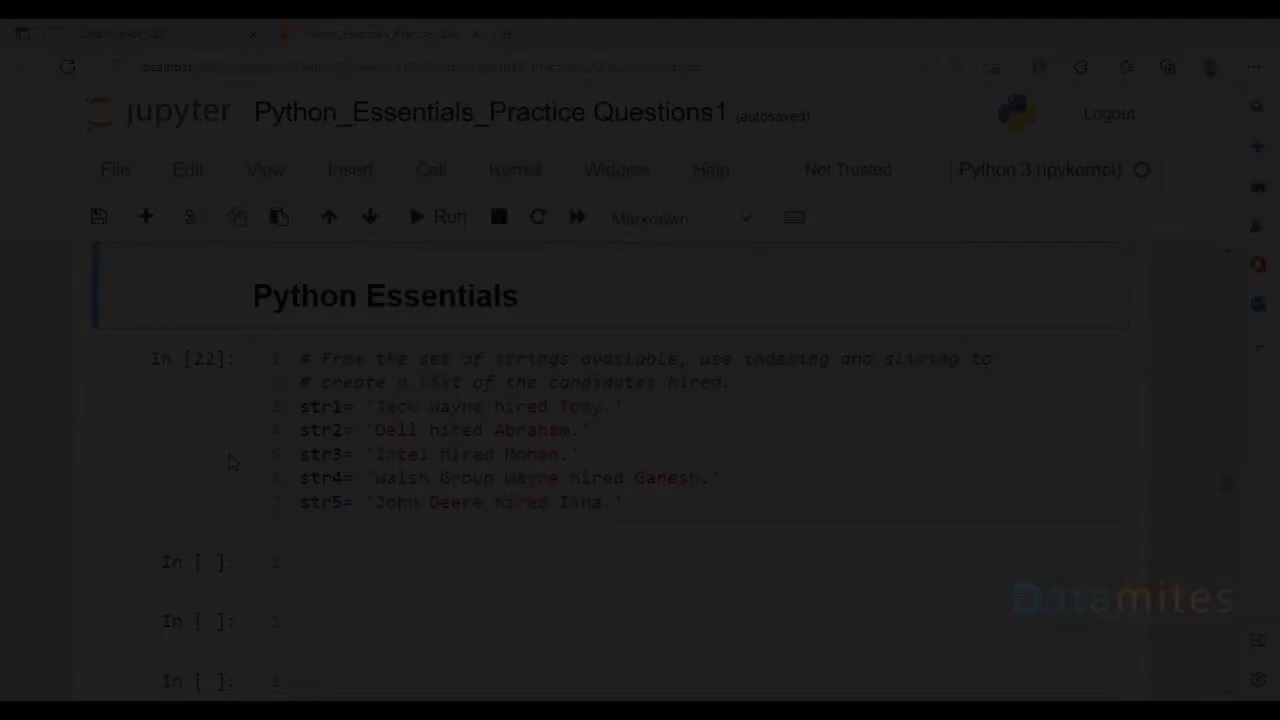 jupyter Python_Essentials_Practice Questions1 (autosaved) Logout
File Edit View Insert Cell Kernel Widgets Help Not Trusted Python 3 (ipykernel)
Run Markdown
Python Essentials
In [22]:
1 # From the set of strings available, use indexing and slicing to
2 # create a list of the candidates hired.
3 str1= 'Jack Wayne hired Tony.'
4 str2= 'Dell hired Abraham.'
5 str3= 'Intel hired Mohan.'
6 str4= 'Walsh Group Wayne hired Ganesh.'
7 str5= 'John Deere hired Isha.'
In [ ]: 1
Datamites
In [ ]: 1
In [ ]: 1